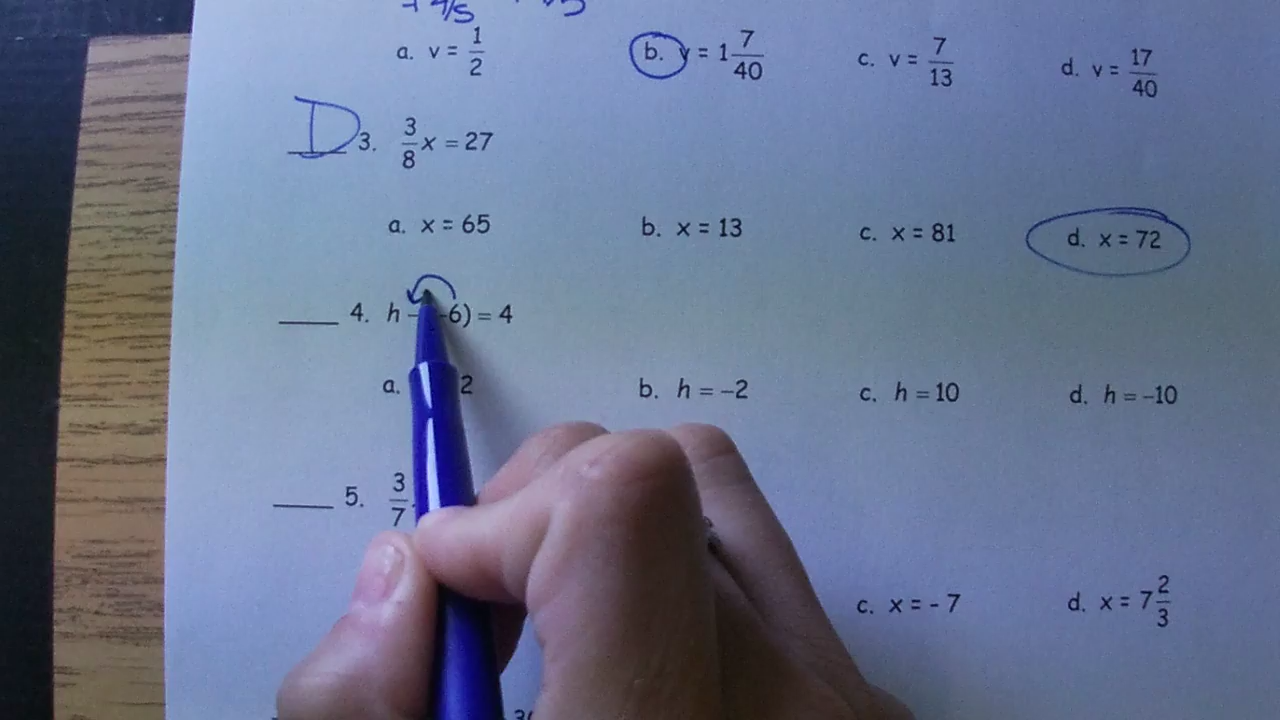 4/5
a. v = 1/2 b. v = 1 7/40 c. v = 7/13 d. v = 17/40
D 3. 3/8 x = 27
a. x = 65 b. x = 13 c. x = 81 d. x = 72
4. h - -6) = 4
a. 2 b. h = -2 c. h = 10 d. h = -10
5. 3/7
c. x = - 7 d. x = 7 2/3